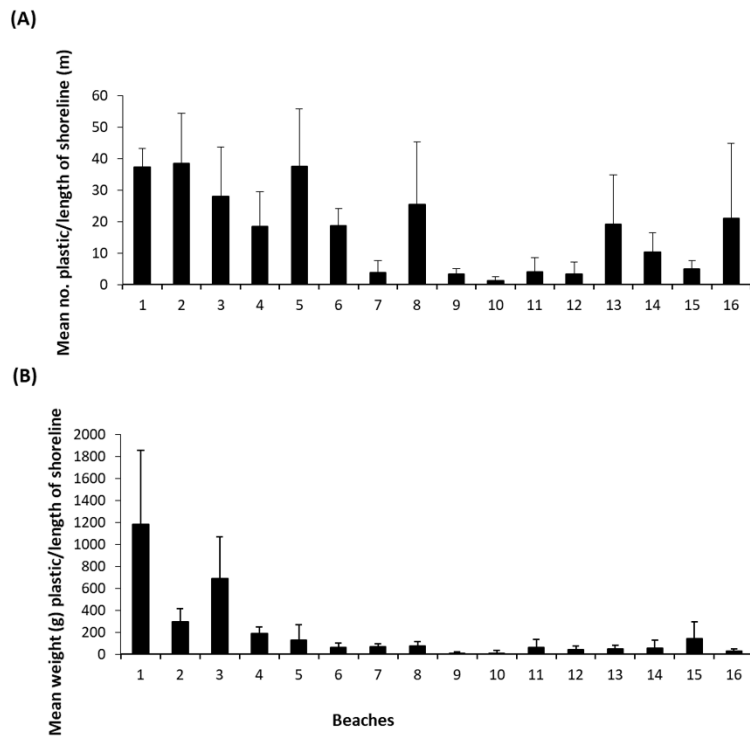 (A)
Mean no. plastic/length of shoreline (m)
60
50
40
30
20
10
0
1 2 3 4 5 6 7 8 9 10 11 12 13 14 15 16
(B)
Mean weight (g) plastic/length of shoreline
2000
1800
1600
1400
1200
1000
800
600
400
200
0
1 2 3 4 5 6 7 8 9 10 11 12 13 14 15 16
Beaches